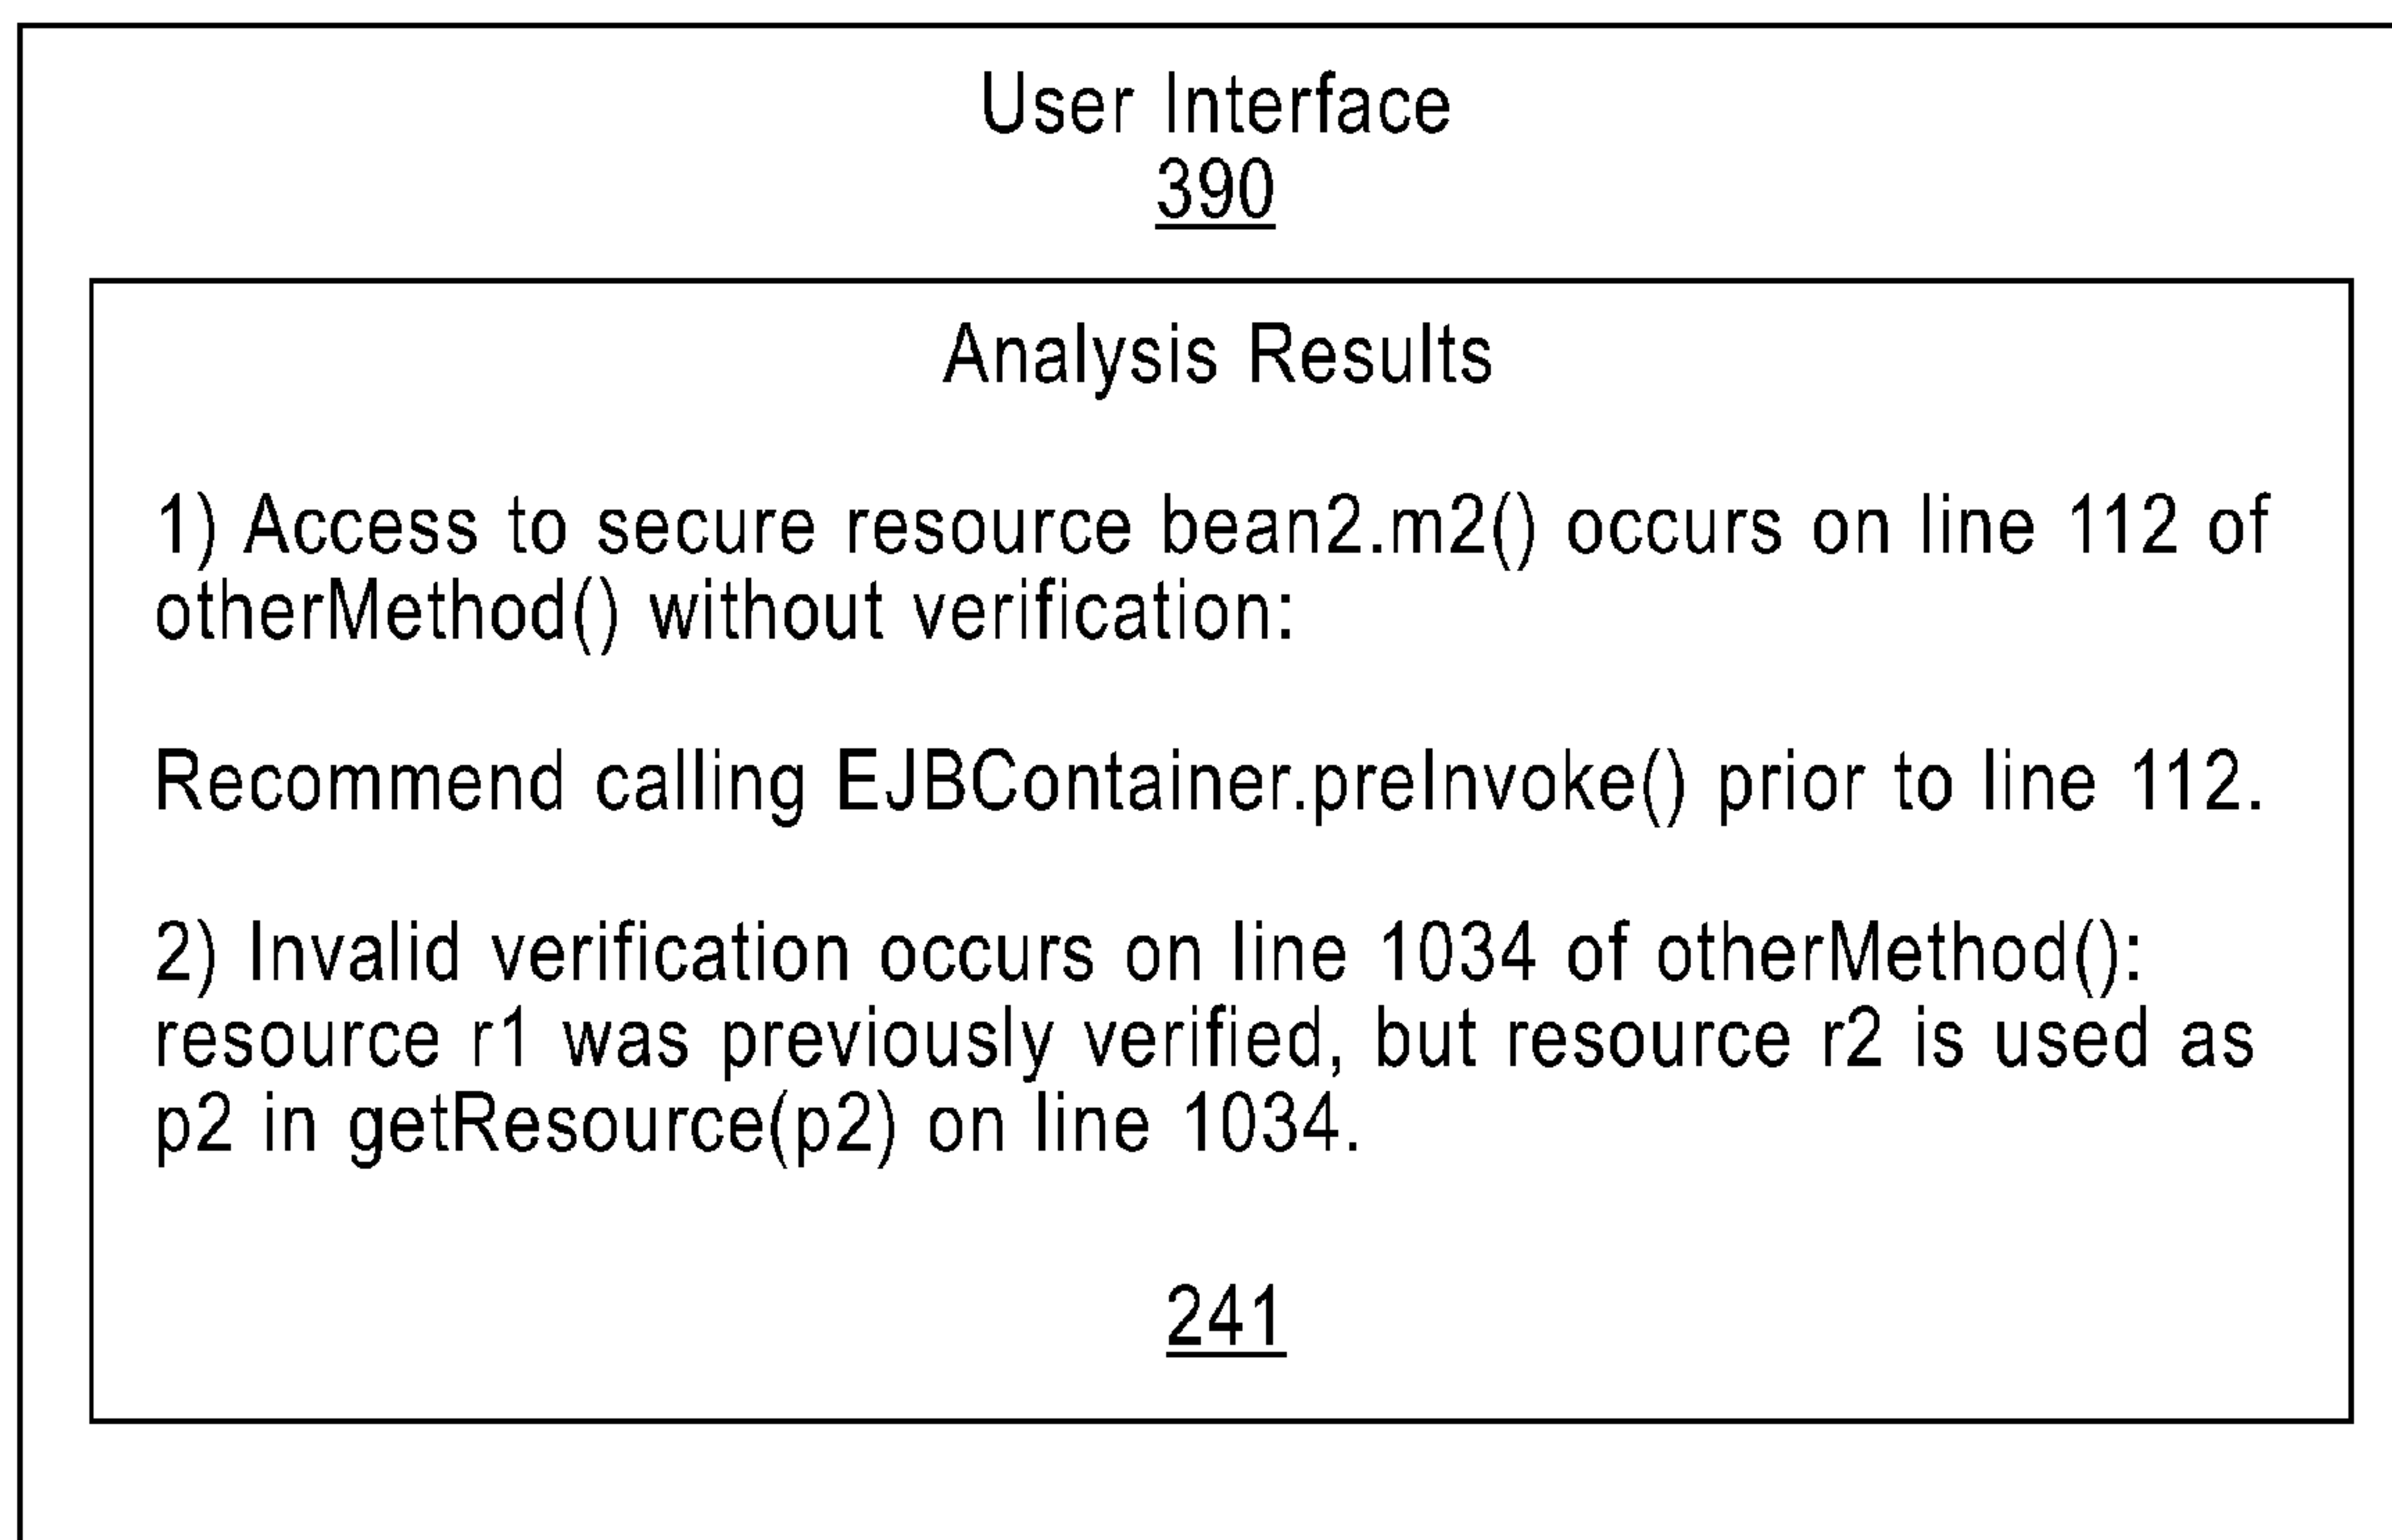 User Interface
390
Analysis Results
1) Access to secure resource bean2.m2() occurs on line 112 of
otherMethod() without verification:
Recommend calling EJBContainer.preInvoke() prior to line 112.
2) Invalid verification occurs on line 1034 of otherMethod():
resource r1 was previously verified, but resource r2 is used as
p2 in getResource(p2) on line 1034.
241